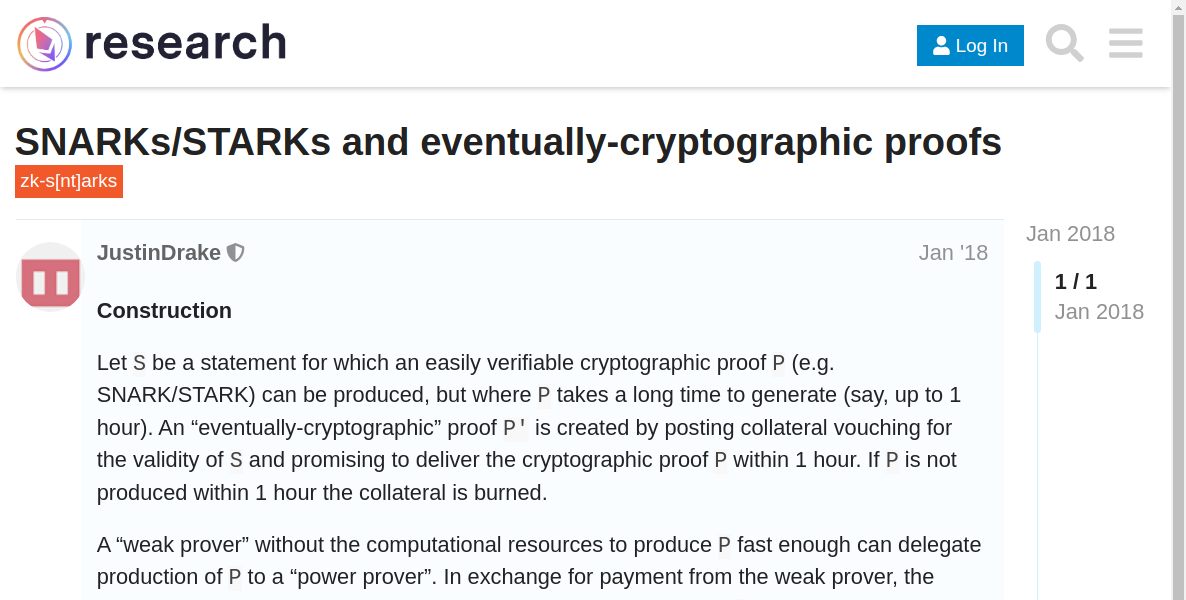 research
Log In
SNARKs/STARKs and eventually-cryptographic proofs
zk-s[nt]arks
JustinDrake
Jan '18
Jan 2018
1 / 1
Jan 2018
Construction
Let S be a statement for which an easily verifiable cryptographic proof P (e.g.
SNARK/STARK) can be produced, but where P takes a long time to generate (say, up to 1
hour). An “eventually-cryptographic” proof P' is created by posting collateral vouching for
the validity of S and promising to deliver the cryptographic proof P within 1 hour. If P is not
produced within 1 hour the collateral is burned.
A “weak prover” without the computational resources to produce P fast enough can delegate
production of P to a “power prover”. In exchange for payment from the weak prover, the